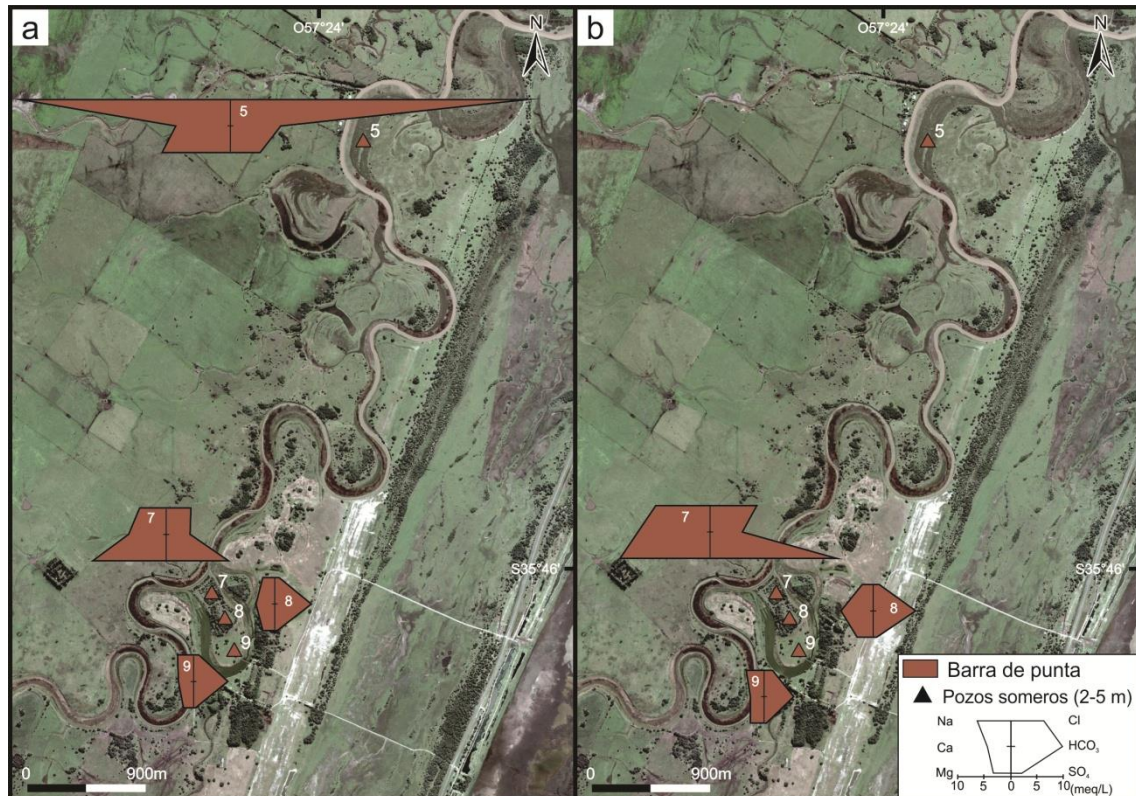 a
O57°24'
N
5
5
7
S35°46'
7
8
8
9
9
0
900m
b
O57°24'
N
5
7
S35°46'
7
8
8
9
9
0
900m
Barra de punta
Pozos someros (2-5 m)
Na
Cl
Ca
HCO₃
Mg
SO₄
10 5 0 5 10
(meq/L)